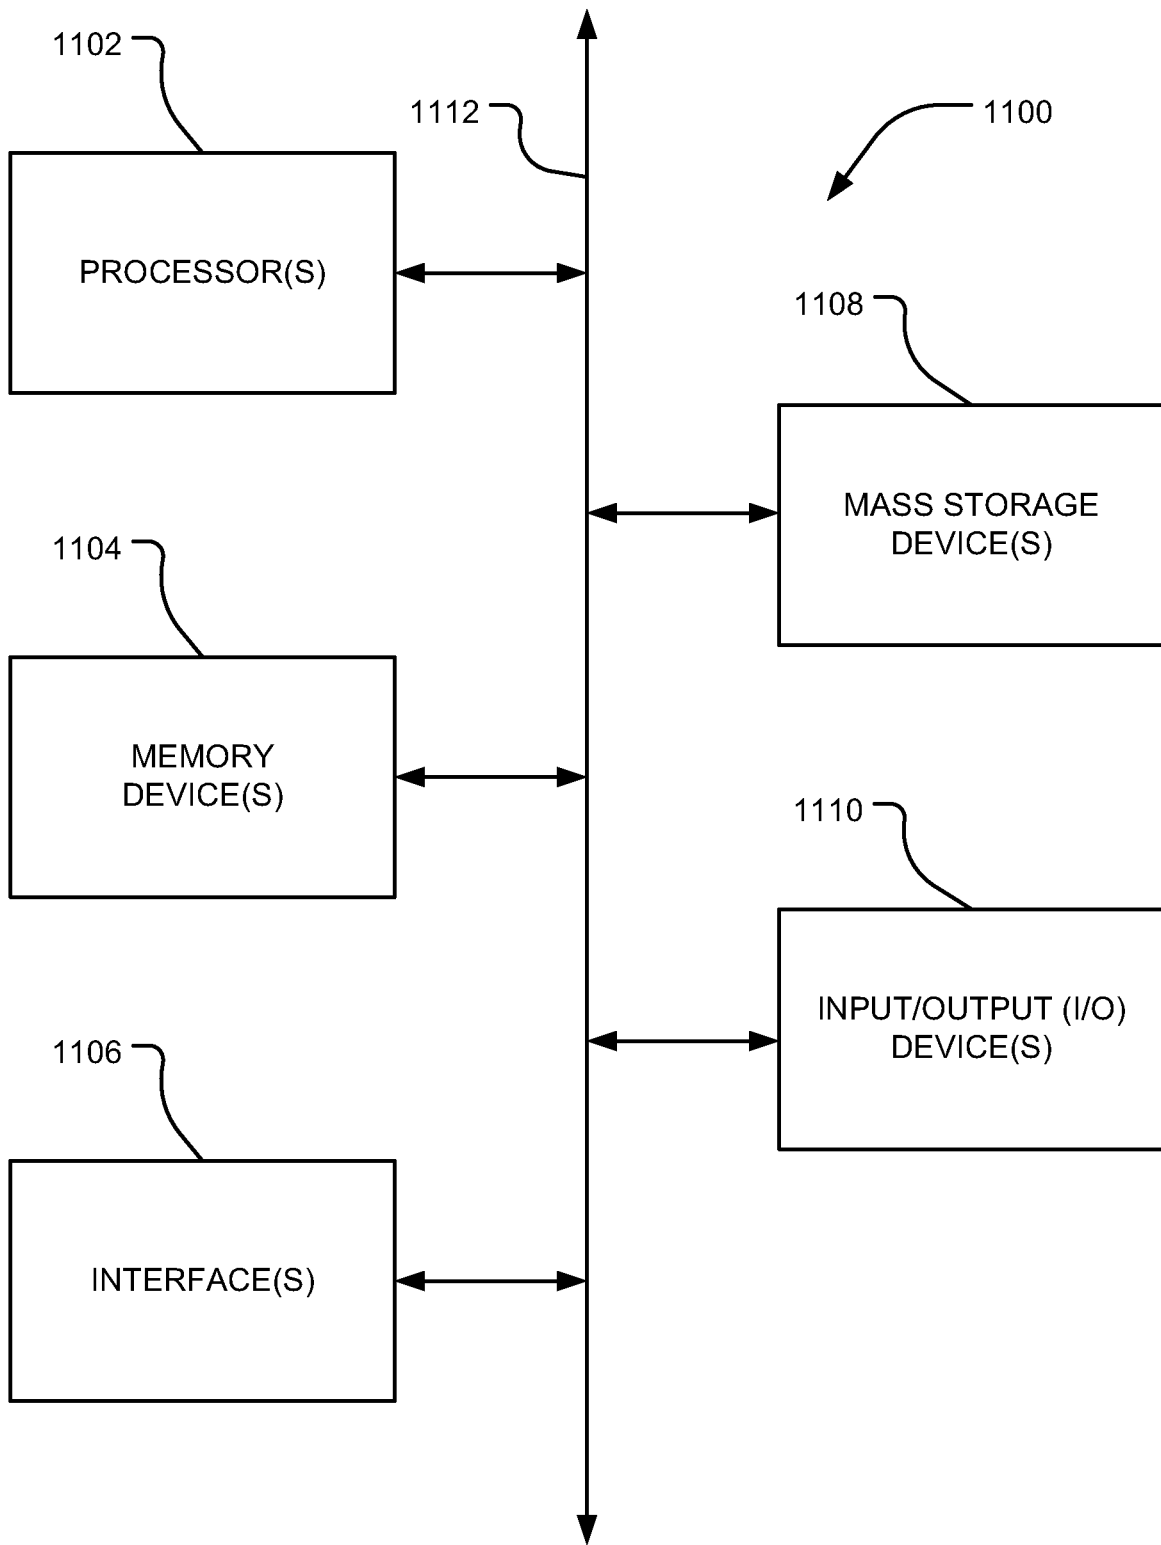 1102
1112
1100
PROCESSOR(S)
1108
MASS STORAGE
DEVICE(S)
1104
MEMORY
DEVICE(S)
1110
INPUT/OUTPUT (I/O)
DEVICE(S)
1106
INTERFACE(S)